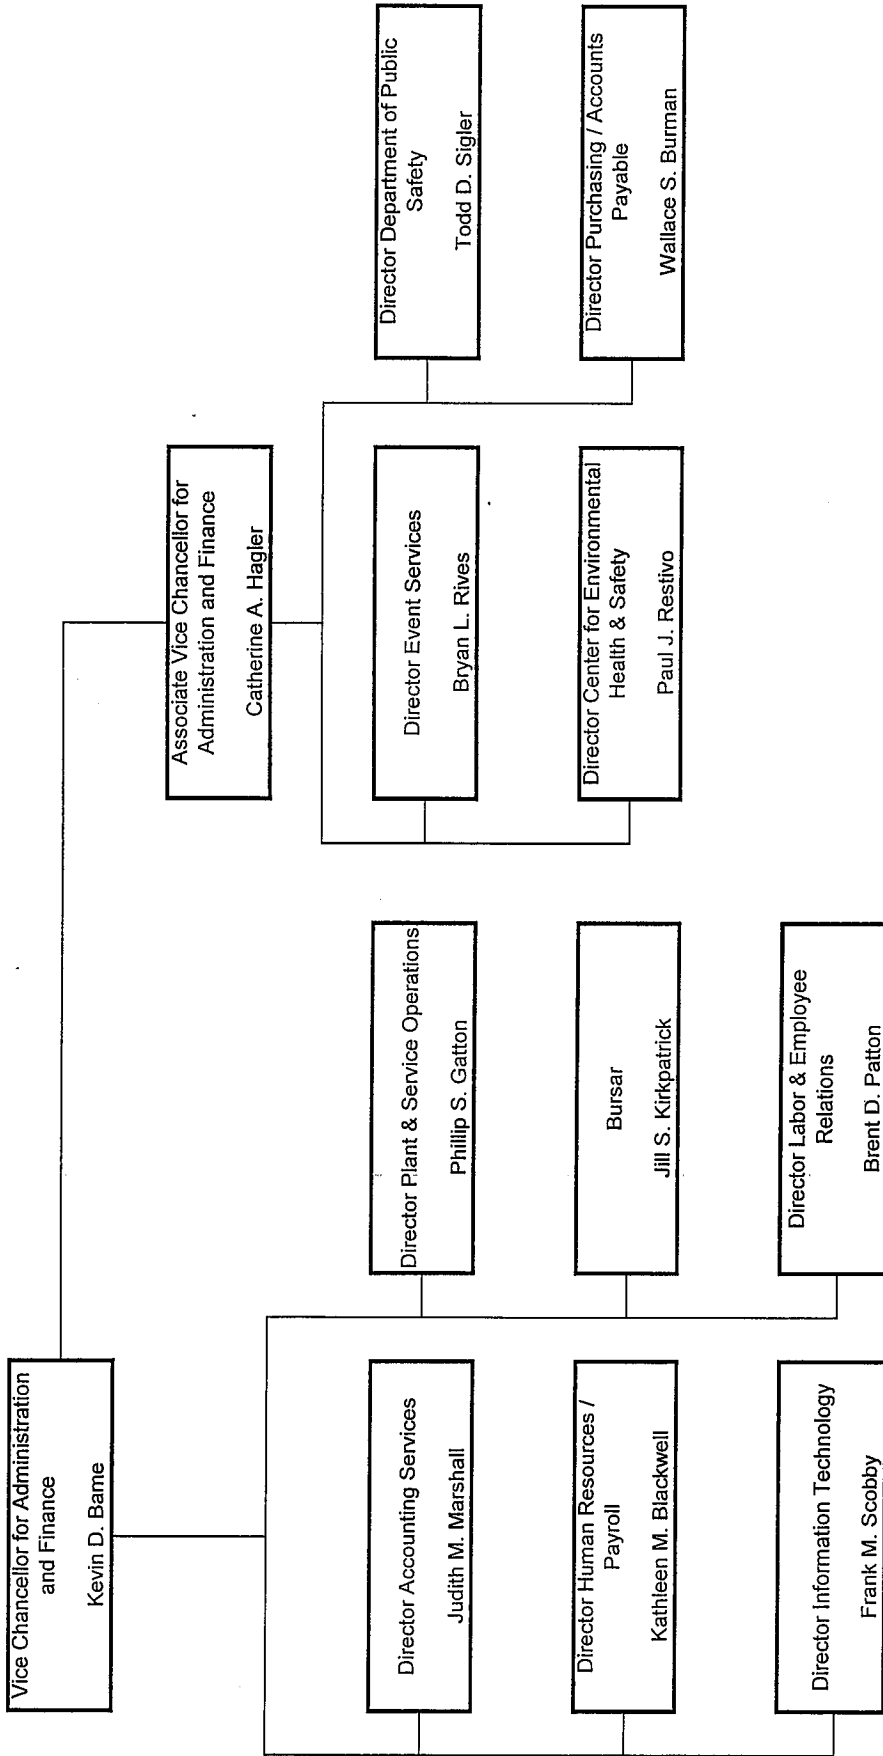 Vice Chancellor for Administration
and Finance
Kevin D. Bame
Associate Vice Chancellor for
Administration and Finance
Catherine A. Hagler
Director Accounting Services
Judith M. Marshall
Director Plant & Service Operations
Phillip S. Gatton
Director Event Services
Bryan L. Rives
Director Department of Public
Safety
Todd D. Sigler
Director Human Resources /
Payroll
Kathleen M. Blackwell
Bursar
Jill S. Kirkpatrick
Director Center for Environmental
Health & Safety
Paul J. Restivo
Director Purchasing / Accounts
Payable
Wallace S. Burman
Director Information Technology
Frank M. Scobby
Director Labor & Employee
Relations
Brent D. Patton